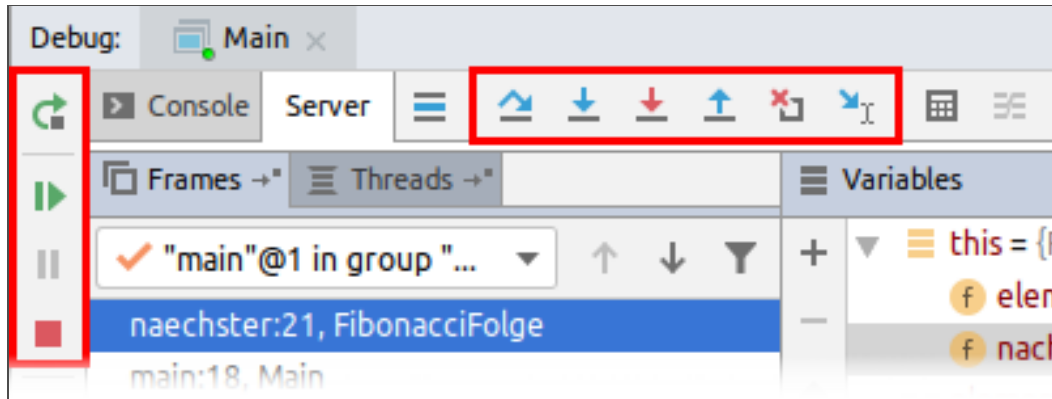 Debug: Main
Console Server
Frames Threads Variables
"main"@1 in group "... this = {
f elen
naechster:21, FibonacciFolge
f nach
main:18, Main